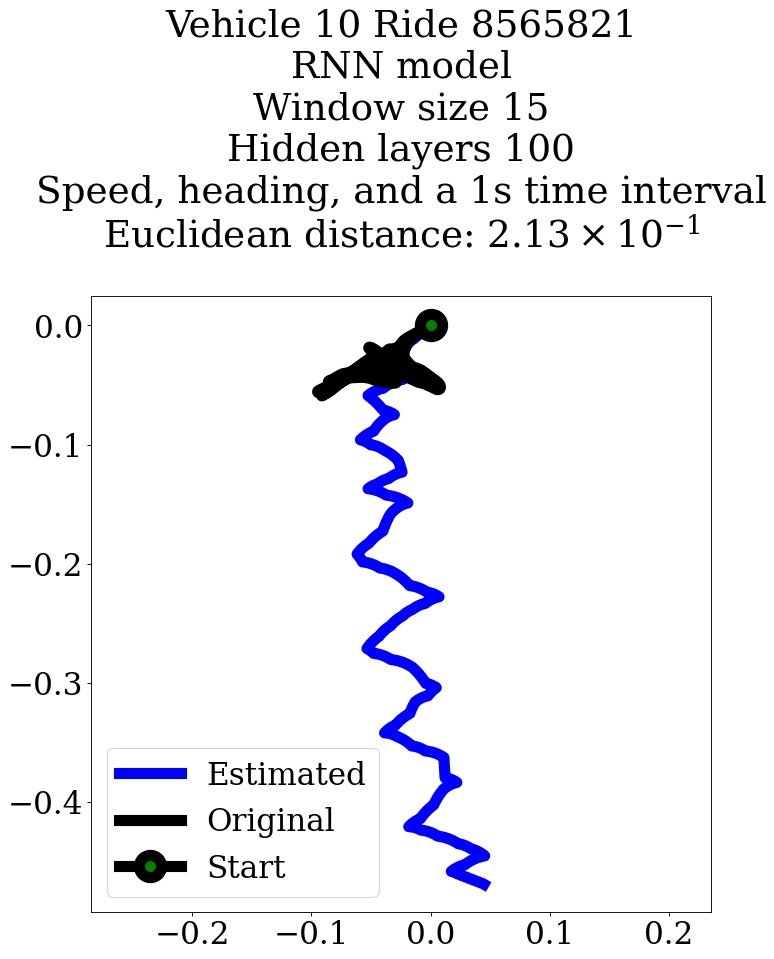 Vehicle 10 Ride 8565821
RNN model
Window size 15
Hidden layers 100
Speed, heading, and a 1s time interval
Euclidean distance: 2.13 × 10⁻¹
0.0
−0.1
−0.2
−0.3
−0.4
Estimated
Original
Start
−0.2 −0.1 0.0 0.1 0.2